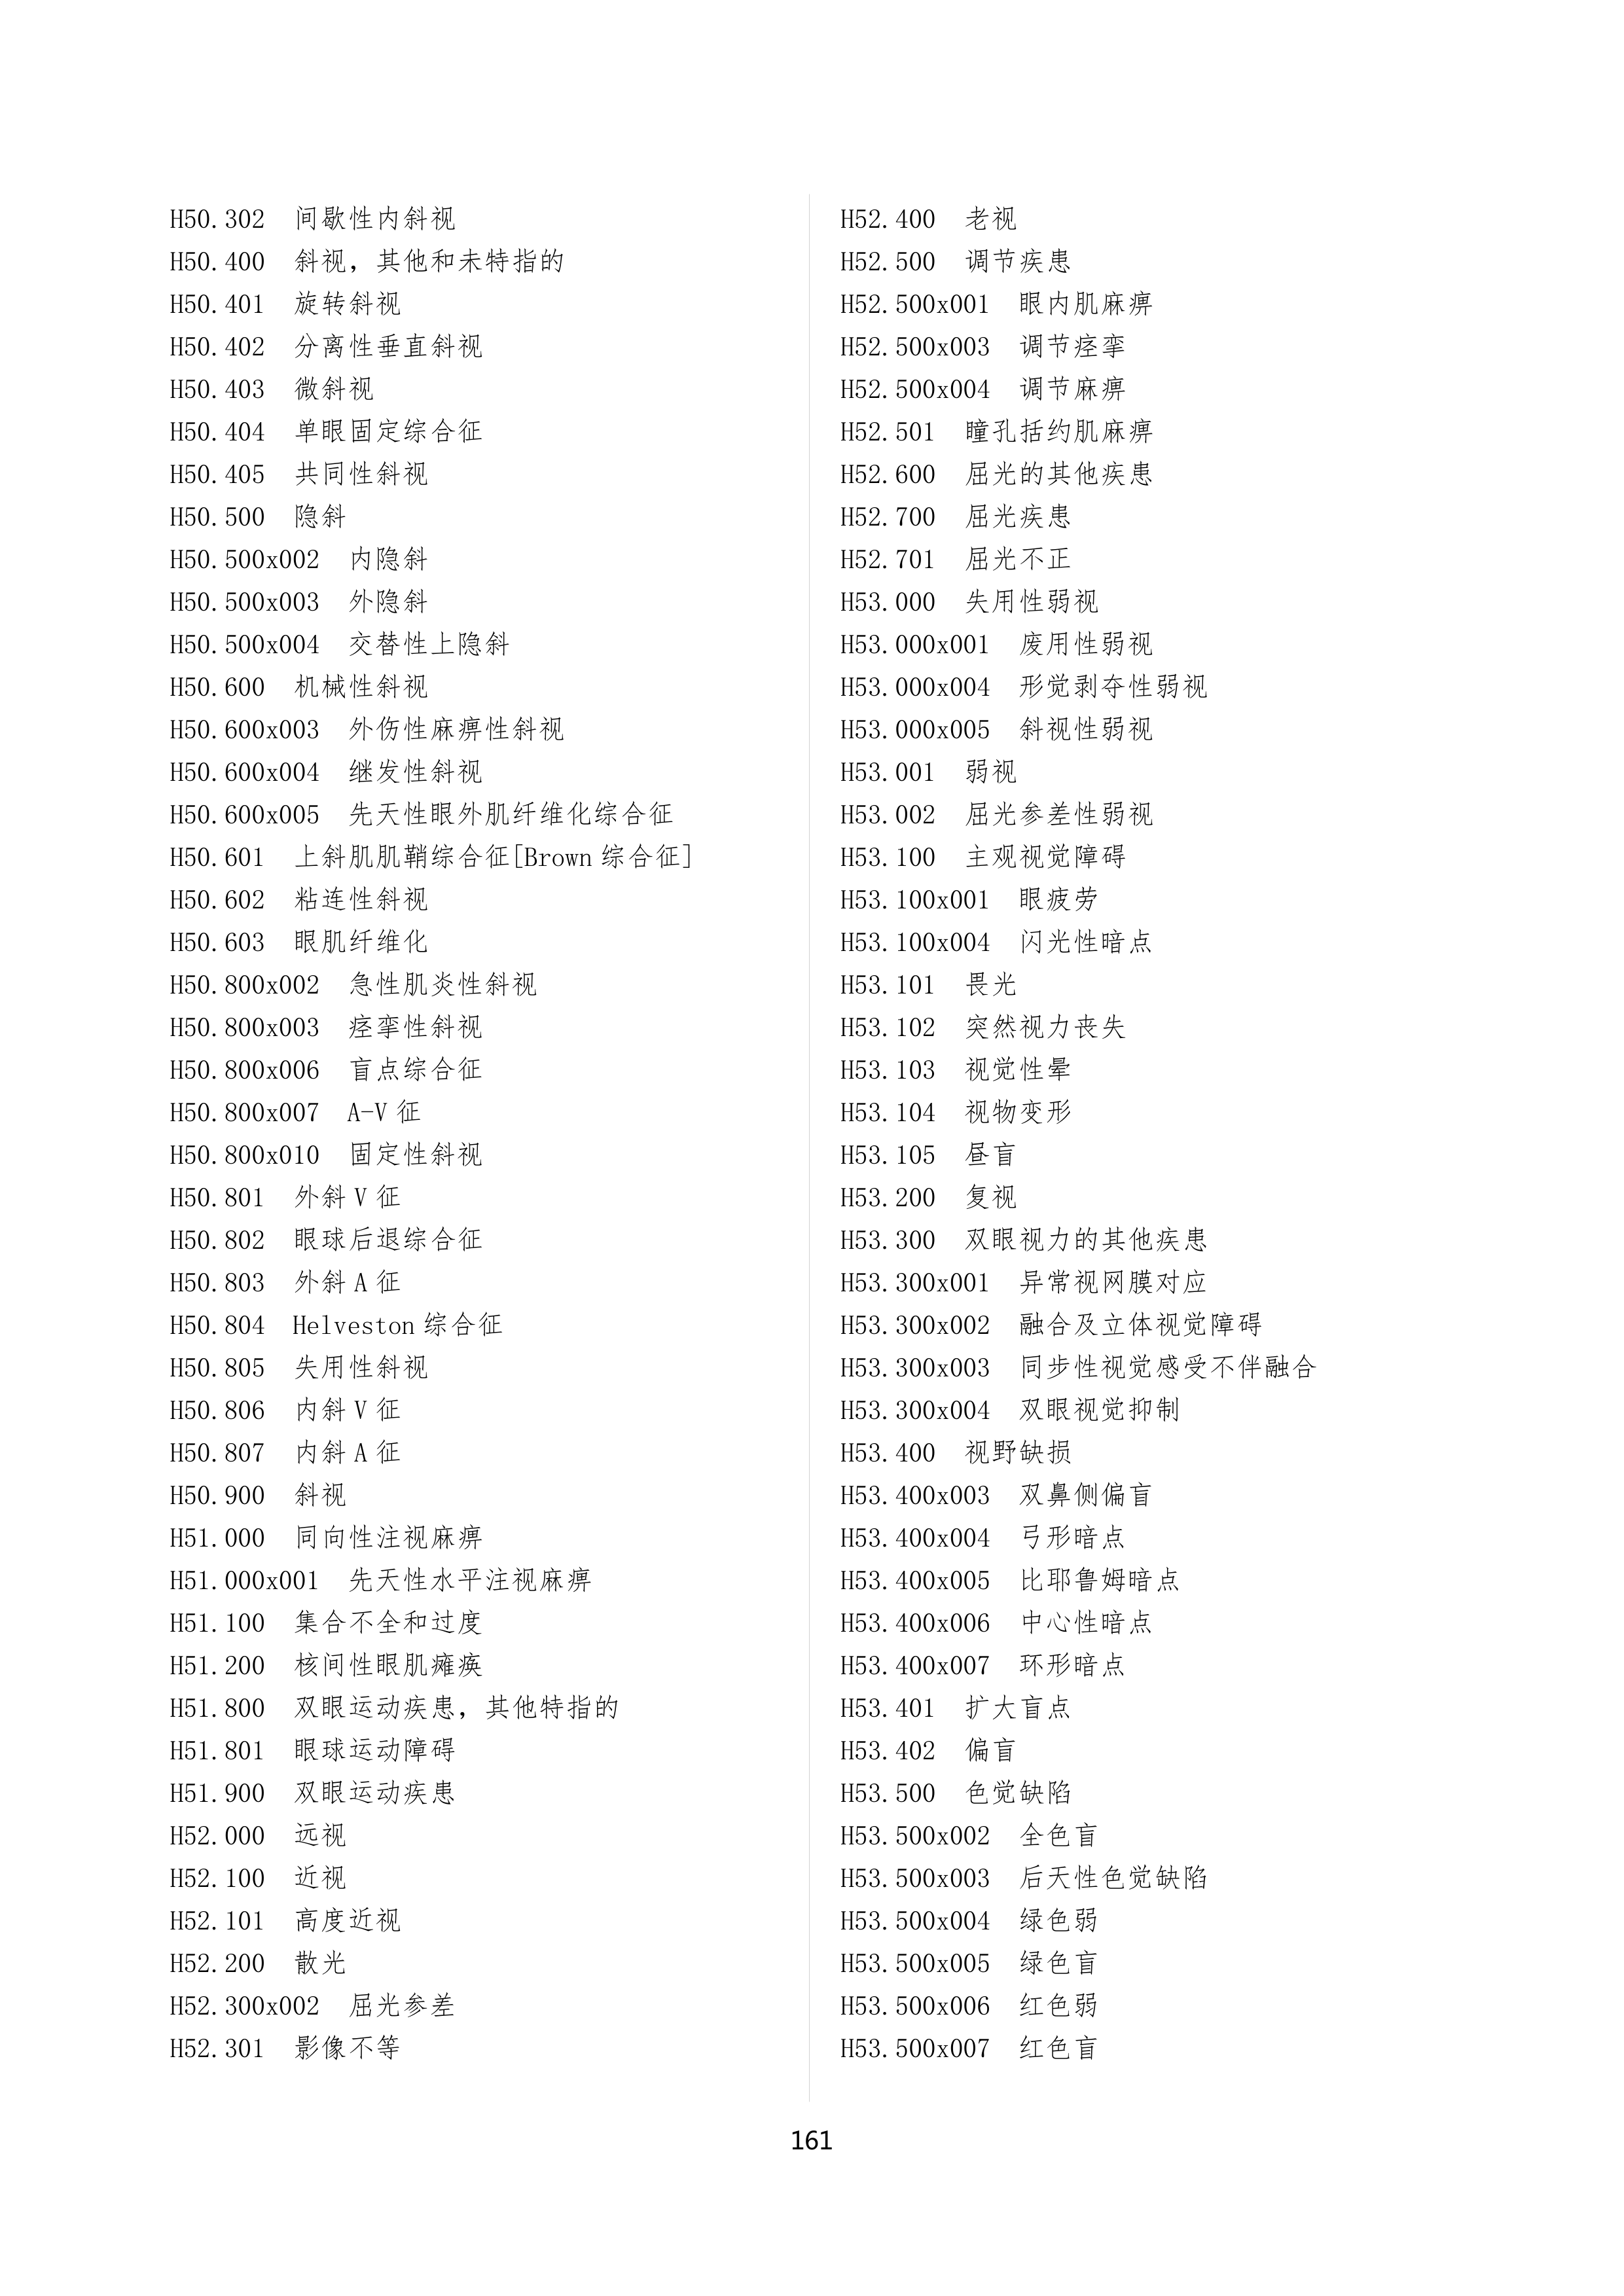 H50.302 间歇性内斜视
H50.400 斜视，其他和未特指的
H50.401 旋转斜视
H50.402 分离性垂直斜视
H50.403 微斜视
H50.404 单眼固定综合征
H50.405 共同性斜视
H50.500 隐斜
H50.500x002 内隐斜
H50.500x003 外隐斜
H50.500x004 交替性上隐斜
H50.600 机械性斜视
H50.600x003 外伤性麻痹性斜视
H50.600x004 继发性斜视
H50.600x005 先天性眼外肌纤维化综合征
H50.601 上斜肌肌鞘综合征[Brown综合征]
H50.602 粘连性斜视
H50.603 眼肌纤维化
H50.800x002 急性肌炎性斜视
H50.800x003 痉挛性斜视
H50.800x006 盲点综合征
H50.800x007 A-V征
H50.800x010 固定性斜视
H50.801 外斜V征
H50.802 眼球后退综合征
H50.803 外斜A征
H50.804 Helveston综合征
H50.805 失用性斜视
H50.806 内斜V征
H50.807 内斜A征
H50.900 斜视
H51.000 同向性注视麻痹
H51.000x001 先天性水平注视麻痹
H51.100 集合不全和过度
H51.200 核间性眼肌瘫痪
H51.800 双眼运动疾患，其他特指的
H51.801 眼球运动障碍
H51.900 双眼运动疾患
H52.000 远视
H52.100 近视
H52.101 高度近视
H52.200 散光
H52.300x002 屈光参差
H52.301 影像不等
H52.400 老视
H52.500 调节疾患
H52.500x001 眼内肌麻痹
H52.500x003 调节痉挛
H52.500x004 调节麻痹
H52.501 瞳孔括约肌麻痹
H52.600 屈光的其他疾患
H52.700 屈光疾患
H52.701 屈光不正
H53.000 失用性弱视
H53.000x001 废用性弱视
H53.000x004 形觉剥夺性弱视
H53.000x005 斜视性弱视
H53.001 弱视
H53.002 屈光参差性弱视
H53.100 主观视觉障碍
H53.100x001 眼疲劳
H53.100x004 闪光性暗点
H53.101 畏光
H53.102 突然视力丧失
H53.103 视觉性晕
H53.104 视物变形
H53.105 昼盲
H53.200 复视
H53.300 双眼视力的其他疾患
H53.300x001 异常视网膜对应
H53.300x002 融合及立体视觉障碍
H53.300x003 同步性视觉感受不伴融合
H53.300x004 双眼视觉抑制
H53.400 视野缺损
H53.400x003 双鼻侧偏盲
H53.400x004 弓形暗点
H53.400x005 比耶鲁姆暗点
H53.400x006 中心性暗点
H53.400x007 环形暗点
H53.401 扩大盲点
H53.402 偏盲
H53.500 色觉缺陷
H53.500x002 全色盲
H53.500x003 后天性色觉缺陷
H53.500x004 绿色弱
H53.500x005 绿色盲
H53.500x006 红色弱
H53.500x007 红色盲
161